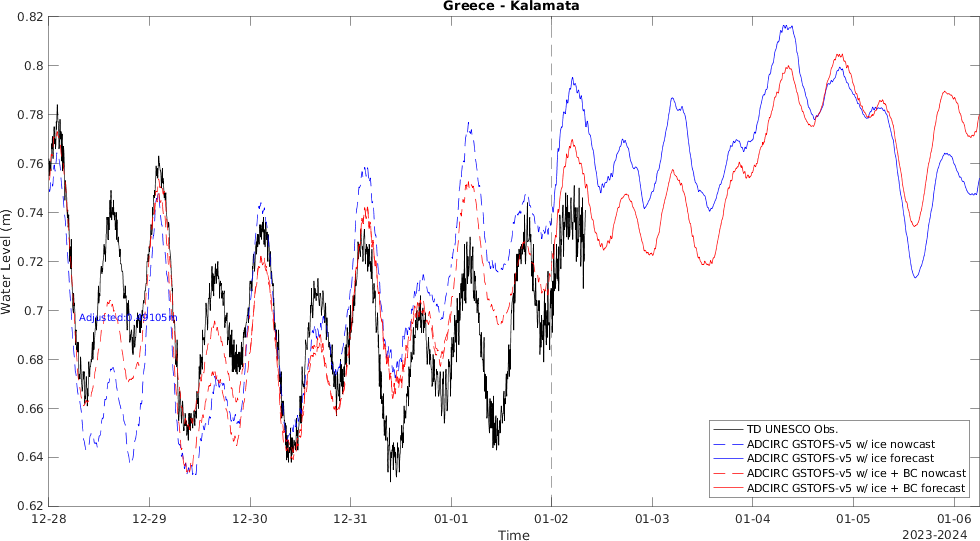 Greece - Kalamata
Water Level (m)
0.82
0.8
0.78
0.76
0.74
0.72
0.7
0.68
0.66
0.64
0.62
TD UNESCO Obs.
ADCIRC GSTOFS-v5 w/ ice nowcast
ADCIRC GSTOFS-v5 w/ ice forecast
ADCIRC GSTOFS-v5 w/ ice + BC nowcast
ADCIRC GSTOFS-v5 w/ ice + BC forecast
12-28
12-29
12-30
12-31
01-01
01-02
01-03
01-04
01-05
01-06
Time
2023-2024